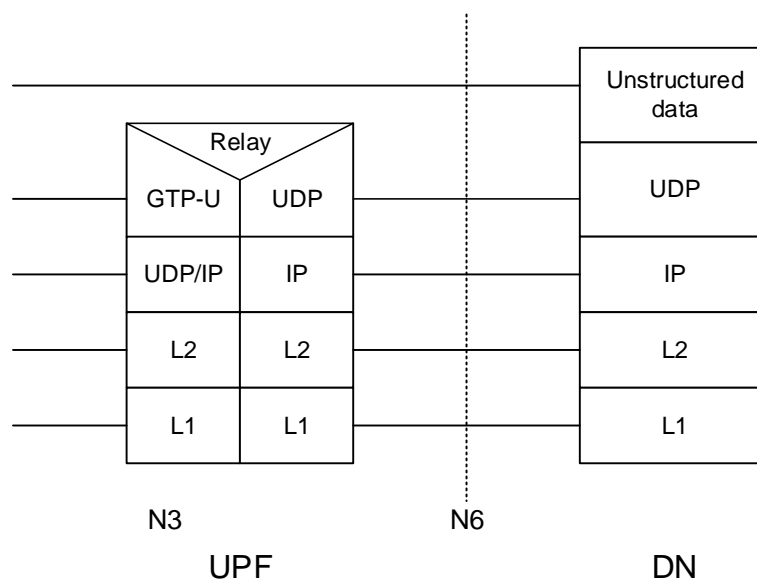 Unstructured
data
Relay
GTP-U UDP UDP
UDP/IP IP IP
L2 L2 L2
L1 L1 L1
N3 N6
UPF DN